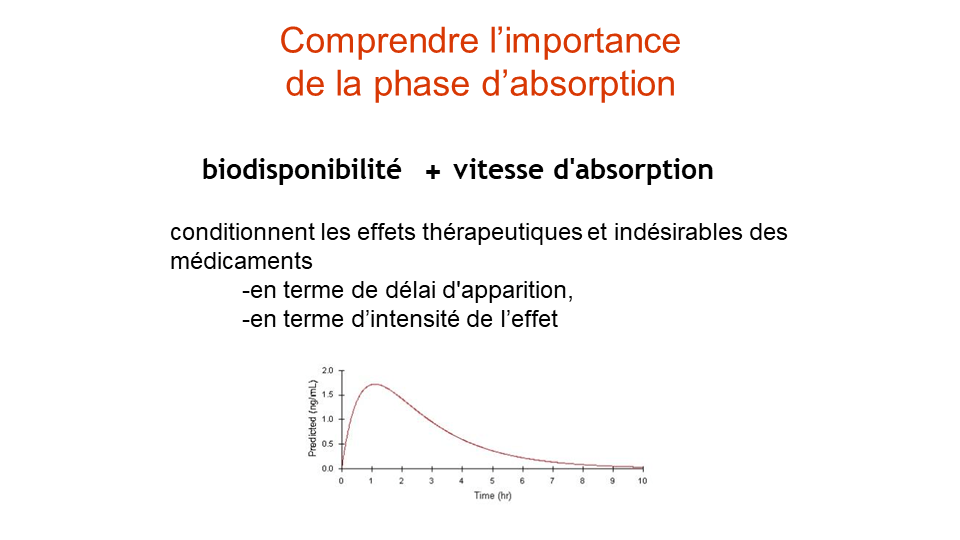 Comprendre l’importance
de la phase d’absorption
biodisponibilité + vitesse d'absorption
conditionnent les effets thérapeutiques et indésirables des
médicaments
-en terme de délai d'apparition,
-en terme d’intensité de l’effet
2.0
1.5
1.0
0.5
0.0
Predicted (ng/mL)
0 1 2 3 4 5 6 7 8 9 10
Time (hr)